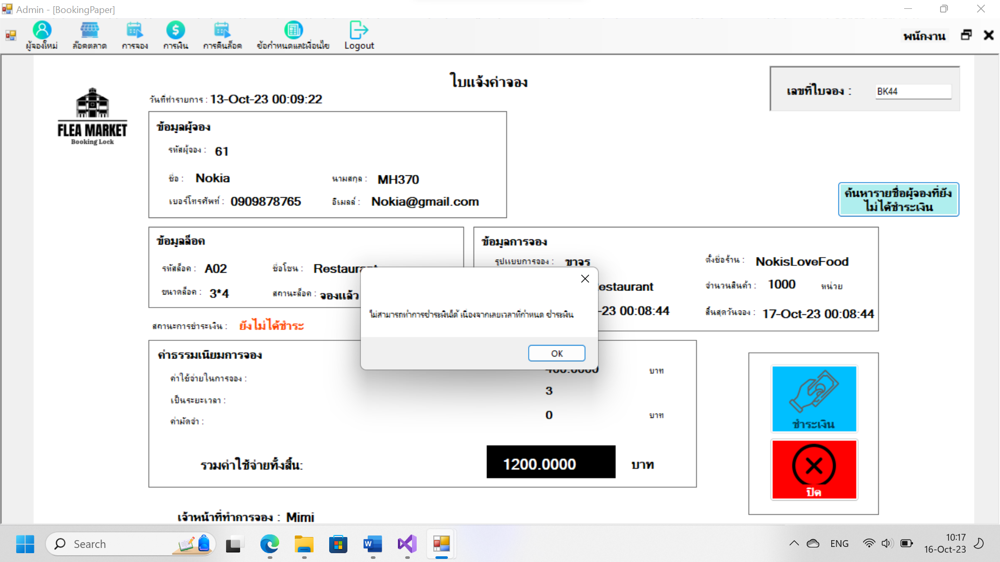 Admin - [BookingPaper]
ผู้จองใหม่ ล๊อคตลาด การจอง การเงิน การคืนล็อค ข้อกำหนดและเงื่อนไข Logout พนักงาน
ใบแจ้งค่าจอง
เลขที่ใบจอง : BK44
วันที่ทำรายการ : 13-Oct-23 00:09:22
FLEA MARKET
Booking Lock
ข้อมูลผู้จอง
รหัสผู้จอง : 61
ชื่อ : Nokia นามสกุล : MH370
เบอร์โทรศัพท์ : 0909878765 อีเมลล์ : Nokia@gmail.com
ค้นหารายชื่อผู้จองที่ยัง
ไม่ได้ชำระเงิน
ข้อมูลล็อค
รหัสล็อค : A02 ชื่อโซน : Restaurant
ขนาดล็อค : 3*4 สถานะล็อค : จองแล้ว
ข้อมูลการจอง
รูปแบบการจอง : ขาจร ตั้งชื่อร้าน : NokisLoveFood
estaurant จำนวนสินค้า : 1000 หน่วย
-23 00:08:44 สิ้นสุดวันจอง : 17-Oct-23 00:08:44
ไม่สามารถทำการชำระเงินได้ เนื่องจากเลยเวลาที่กำหนด ชำระเงิน
OK
สถานะการชำระเงิน : ยังไม่ได้ชำระ
ค่าธรรมเนียมการจอง
ค่าใช้จ่ายในการจอง : 400.0000 บาท
เป็นระยะเวลา : 3
ค่ามัดจำ : 0 บาท
รวมค่าใช้จ่ายทั้งสิ้น: 1200.0000 บาท
ชำระเงิน
ปิด
เจ้าหน้าที่ทำการจอง : Mimi
Search
ENG
10:17
16-Oct-23